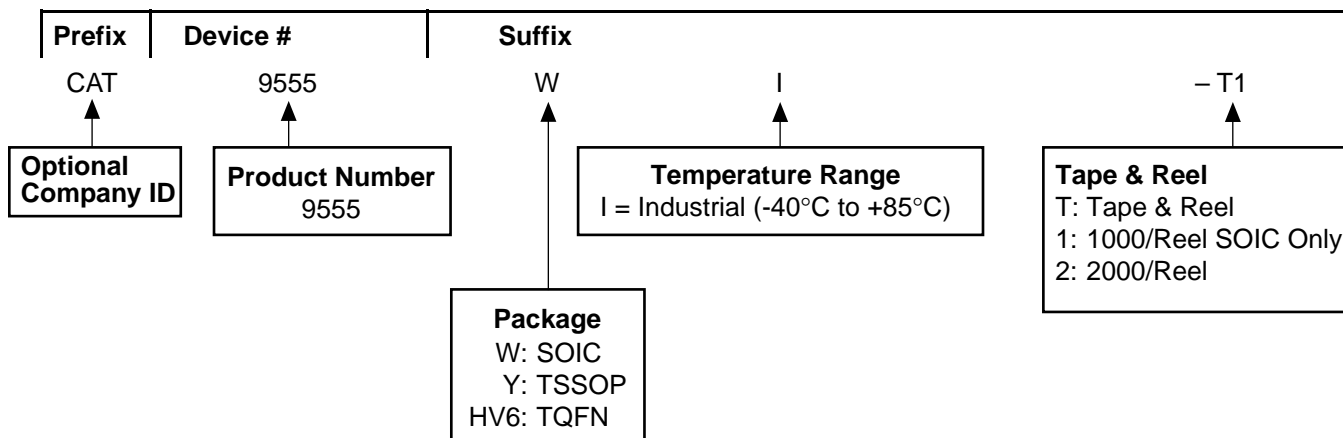 Prefix Device # Suffix
CAT 9555 W I – T1
Optional
Company ID
Product Number
9555
Temperature Range
I = Industrial (-40°C to +85°C)
Tape & Reel
T: Tape & Reel
1: 1000/Reel SOIC Only
2: 2000/Reel
Package
W: SOIC
Y: TSSOP
HV6: TQFN